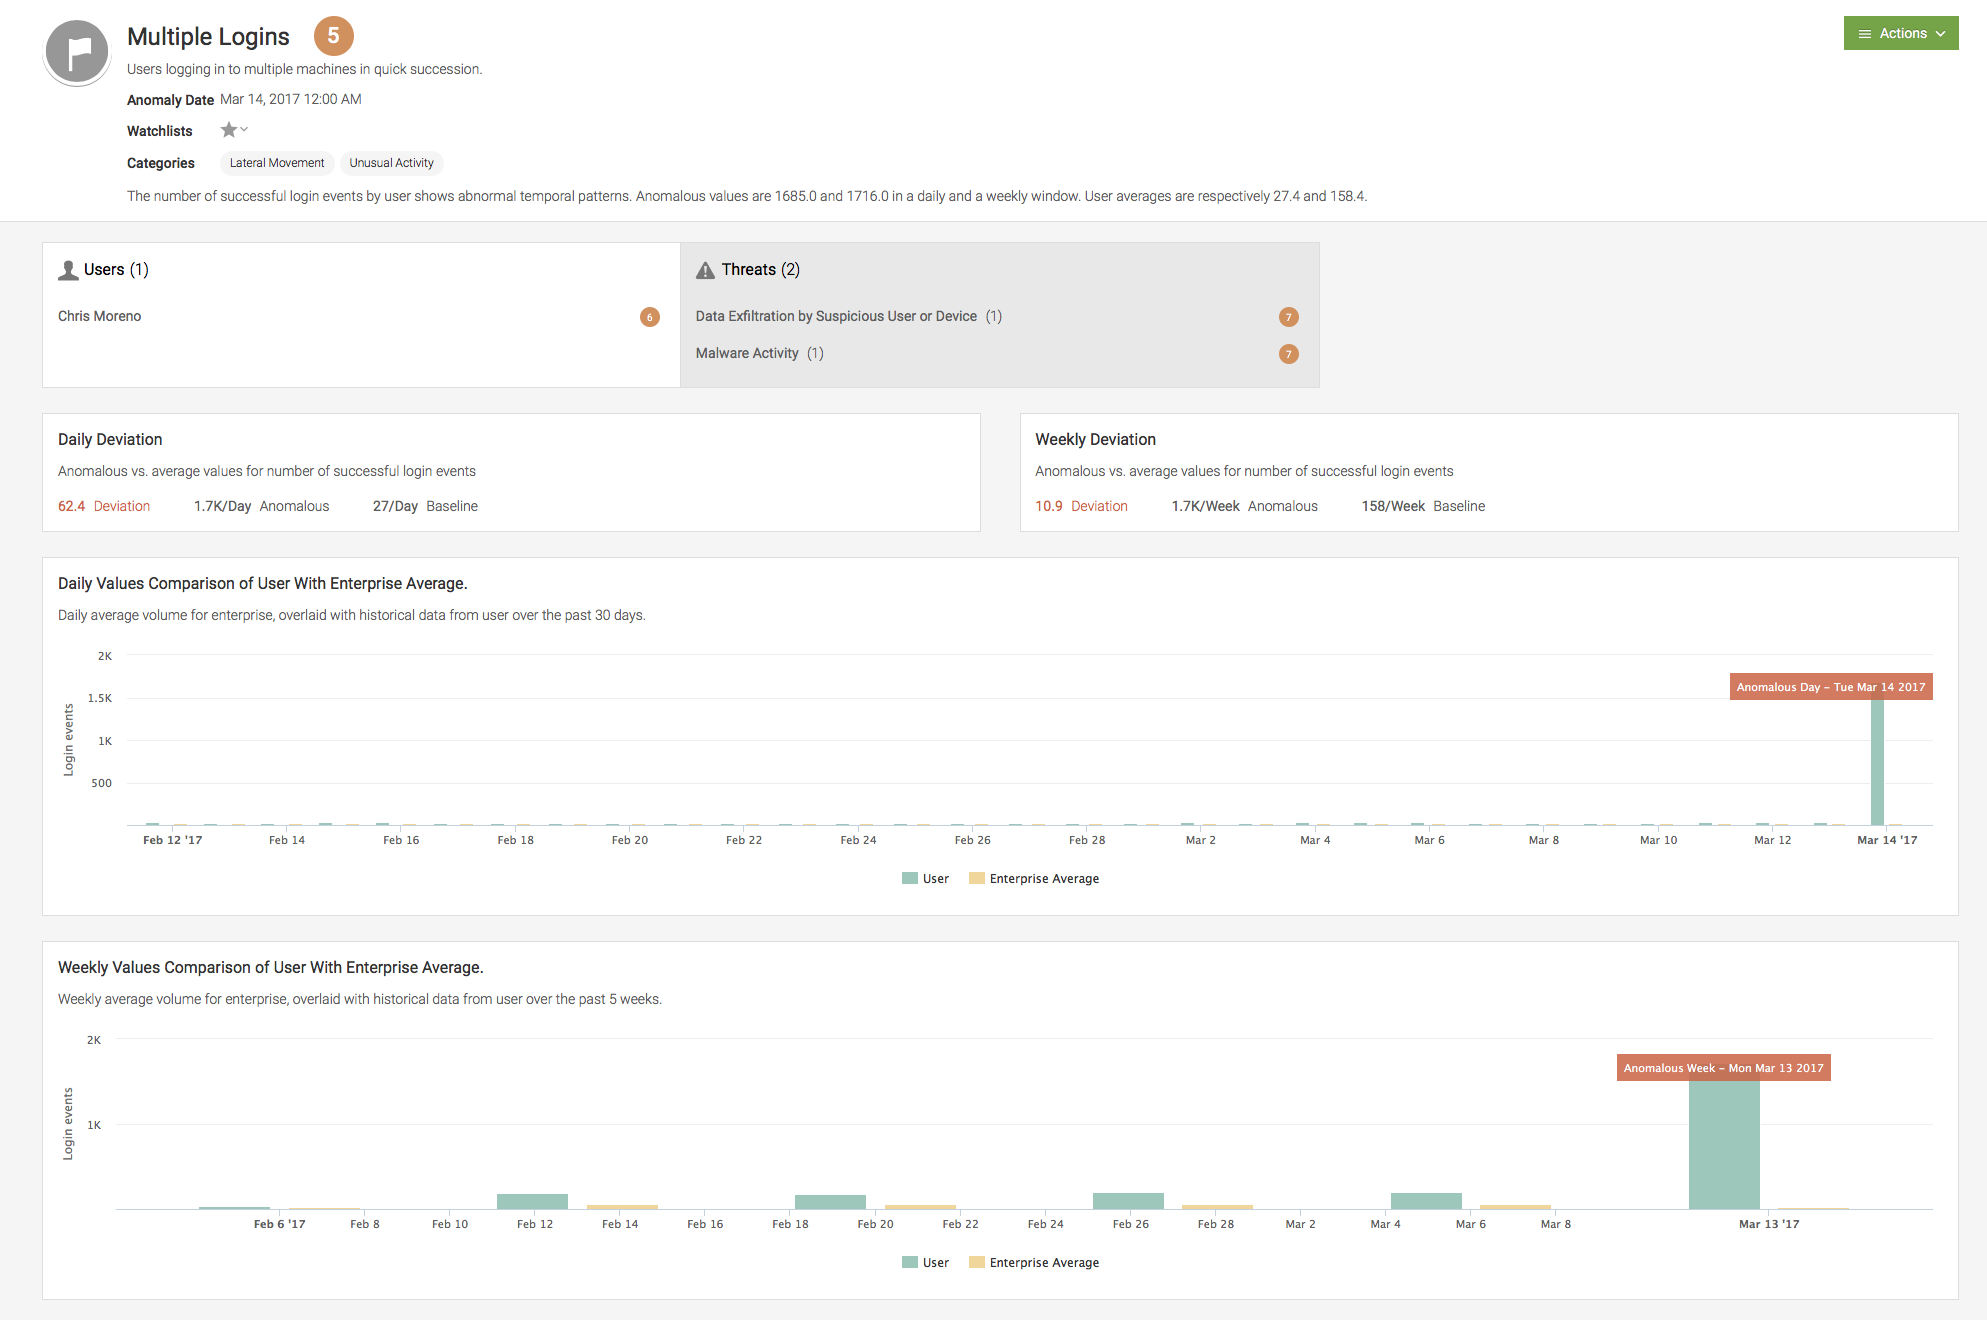 Multiple Logins 5
Actions
Users logging in to multiple machines in quick succession.
Anomaly Date Mar 14, 2017 12:00 AM
Watchlists
Categories Lateral Movement Unusual Activity
The number of successful login events by user shows abnormal temporal patterns. Anomalous values are 1685.0 and 1716.0 in a daily and a weekly window. User averages are respectively 27.4 and 158.4.
Users (1)
Chris Moreno 6
Threats (2)
Data Exfiltration by Suspicious User or Device (1) 7
Malware Activity (1) 7
Daily Deviation
Anomalous vs. average values for number of successful login events
62.4 Deviation 1.7K/Day Anomalous 27/Day Baseline
Weekly Deviation
Anomalous vs. average values for number of successful login events
10.9 Deviation 1.7K/Week Anomalous 158/Week Baseline
Daily Values Comparison of User With Enterprise Average.
Daily average volume for enterprise, overlaid with historical data from user over the past 30 days.
Login events
2K
1.5K
1K
500
Anomalous Day – Tue Mar 14 2017
Feb 12 '17 Feb 14 Feb 16 Feb 18 Feb 20 Feb 22 Feb 24 Feb 26 Feb 28 Mar 2 Mar 4 Mar 6 Mar 8 Mar 10 Mar 12 Mar 14 '17
User Enterprise Average
Weekly Values Comparison of User With Enterprise Average.
Weekly average volume for enterprise, overlaid with historical data from user over the past 5 weeks.
Login events
2K
1K
Anomalous Week – Mon Mar 13 2017
Feb 6 '17 Feb 8 Feb 10 Feb 12 Feb 14 Feb 16 Feb 18 Feb 20 Feb 22 Feb 24 Feb 26 Feb 28 Mar 2 Mar 4 Mar 6 Mar 8 Mar 13 '17
User Enterprise Average